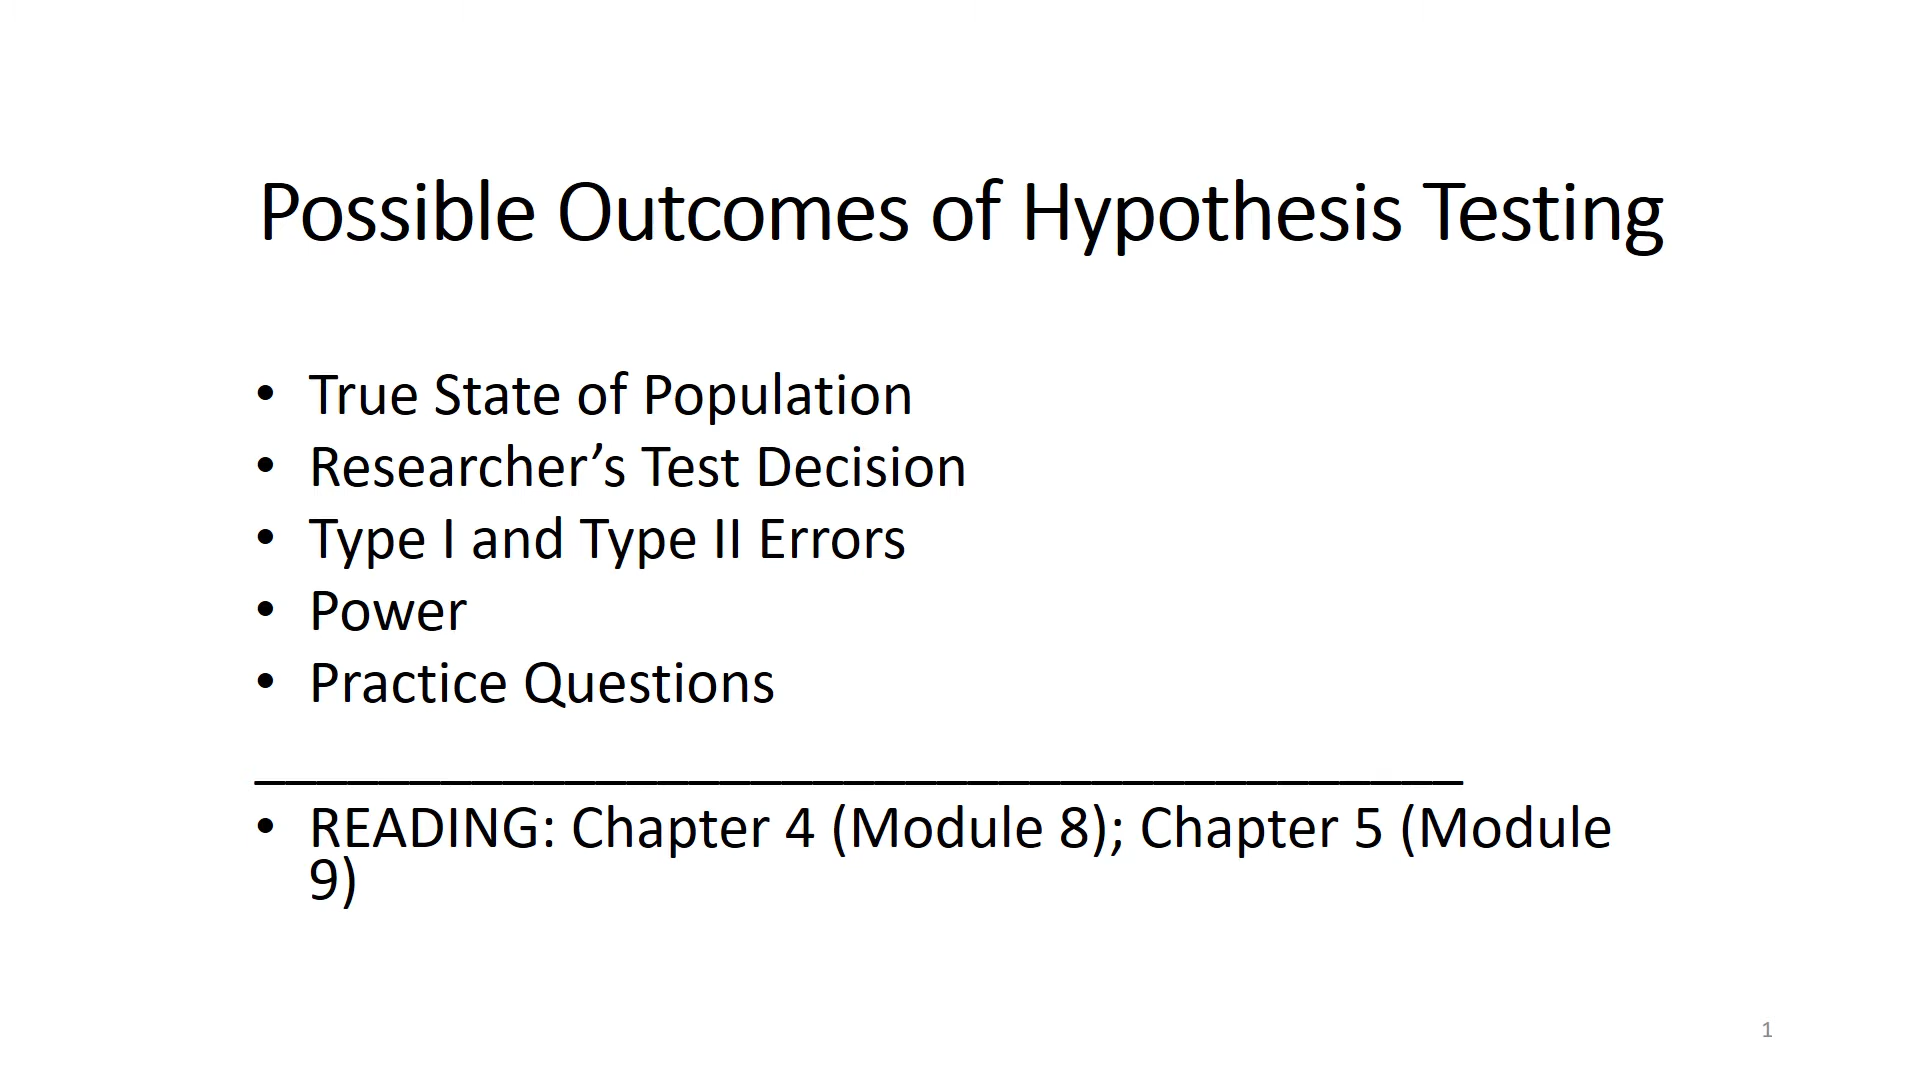 Possible Outcomes of Hypothesis Testing
• True State of Population
• Researcher’s Test Decision
• Type I and Type II Errors
• Power
• Practice Questions
_______________________________________
• READING: Chapter 4 (Module 8); Chapter 5 (Module
9)
1